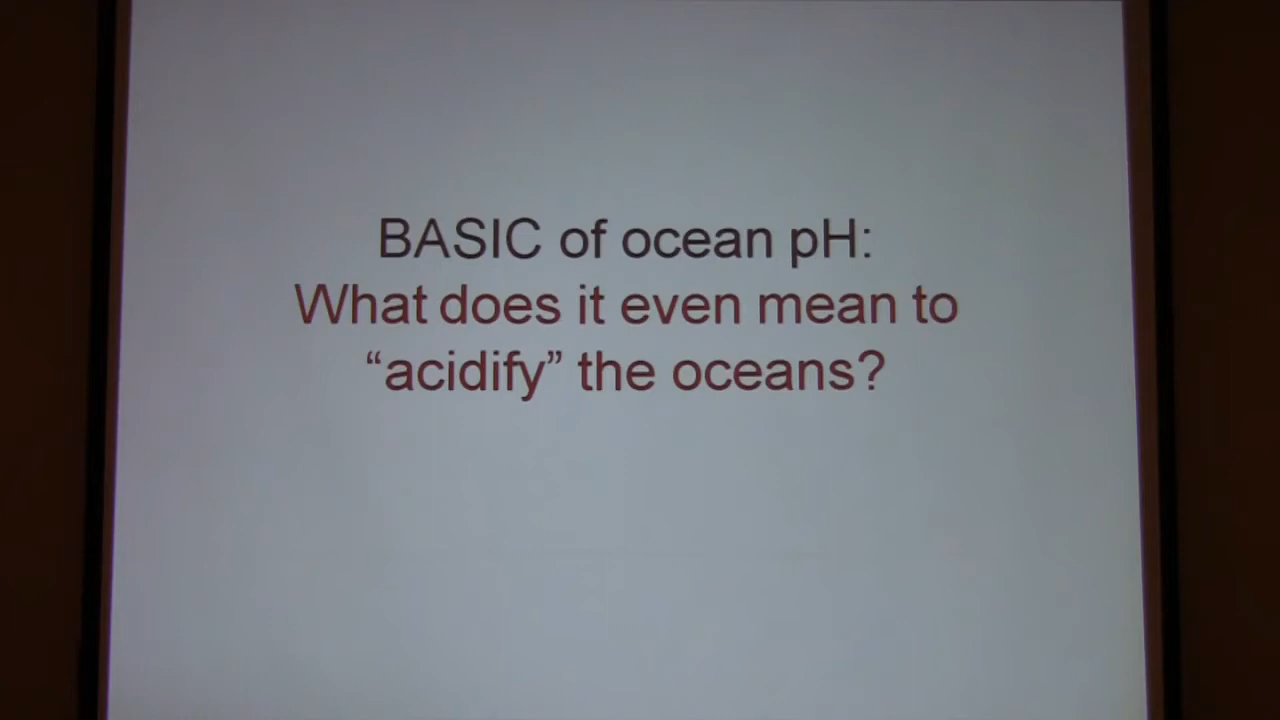 BASIC of ocean pH:
What does it even mean to
“acidify” the oceans?